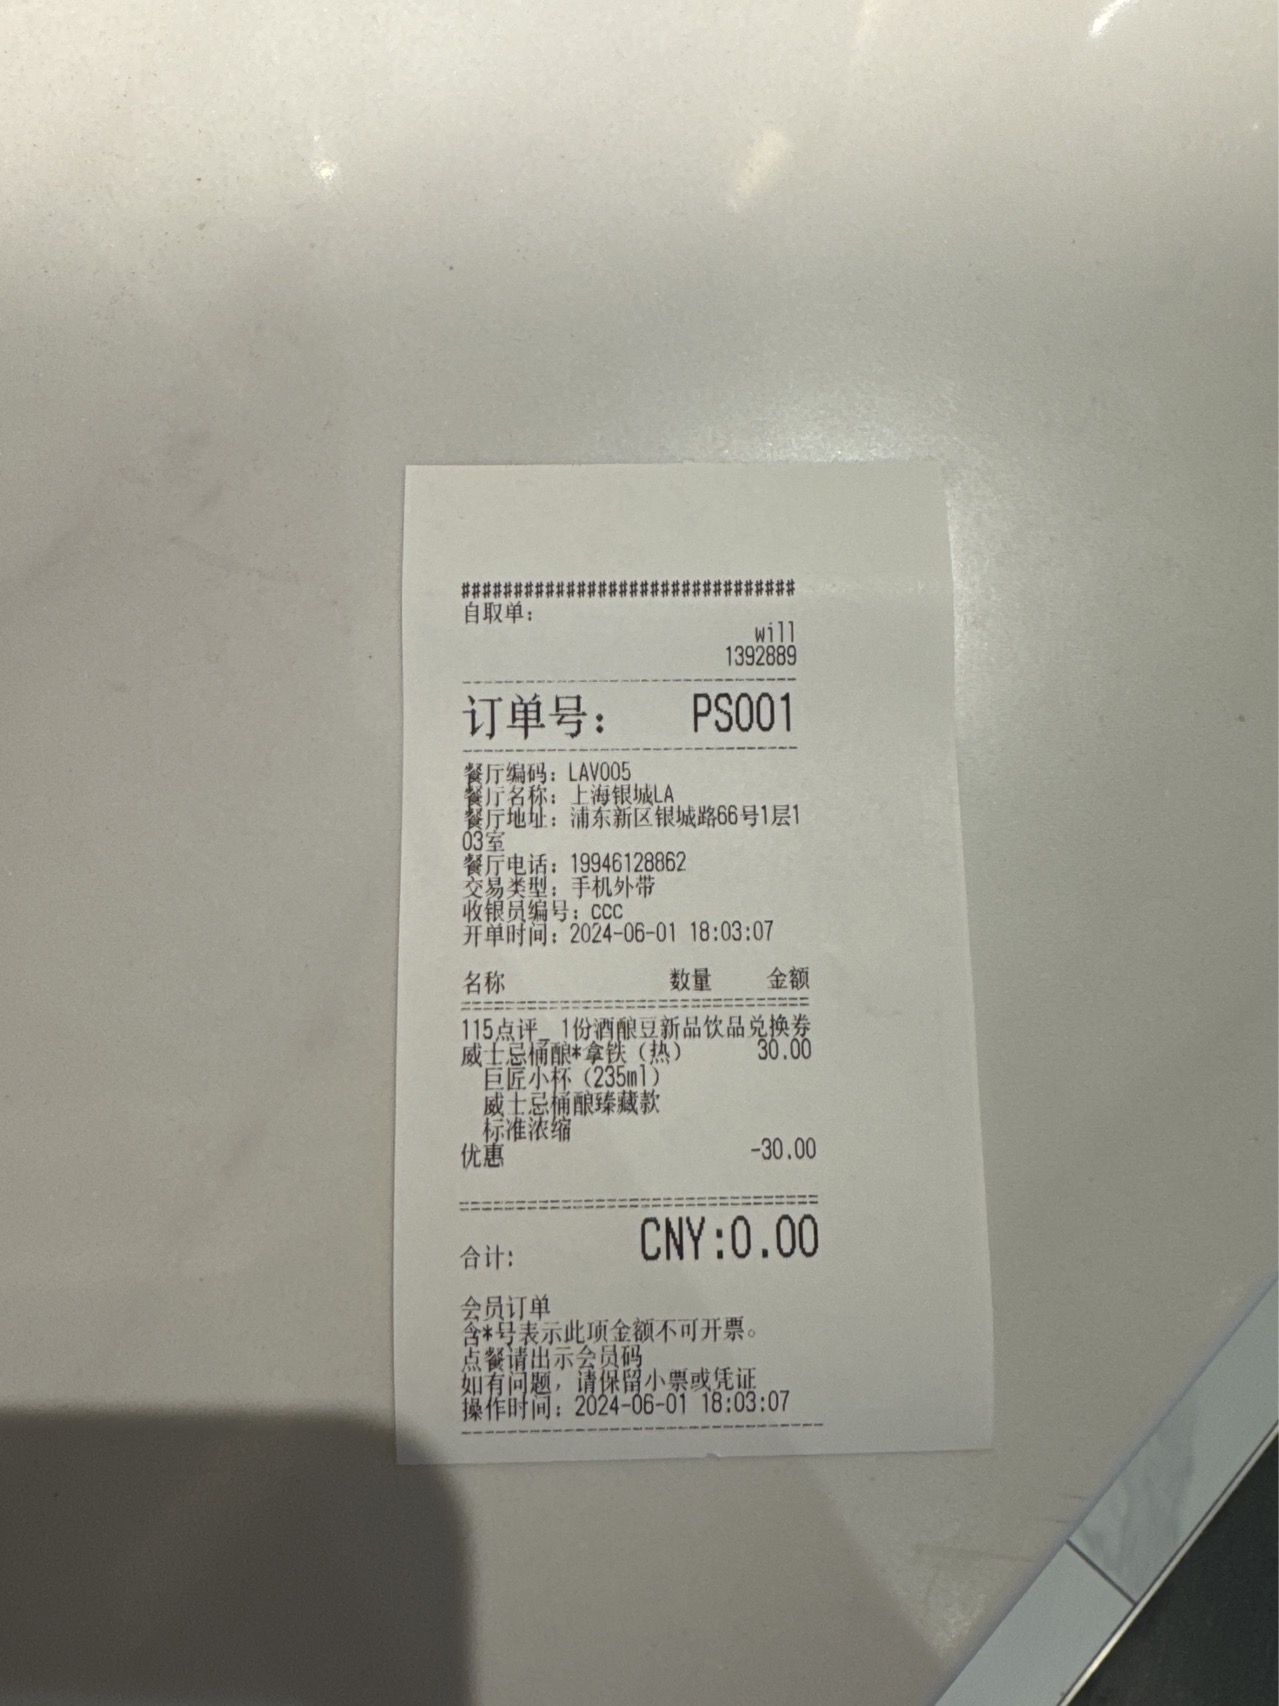 ################################
自取单：
will
1392889
订单号： PS001
餐厅编码：LAV005
餐厅名称：上海银城LA
餐厅地址：浦东新区银城路66号1层1
03室
餐厅电话：19946128862
交易类型：手机外带
收银员编号：ccc
开单时间：2024-06-01 18:03:07
名称 数量 金额
115点评_1份酒酿豆新品饮品兑换券
威士忌桶酿*拿铁（热） 30.00
巨匠小杯（235ml）
威士忌桶酿臻藏款
标准浓缩
优惠 -30.00
合计: CNY:0.00
会员订单
含*号表示此项金额不可开票。
点餐请出示会员码
如有问题，请保留小票或凭证
操作时间：2024-06-01 18:03:07